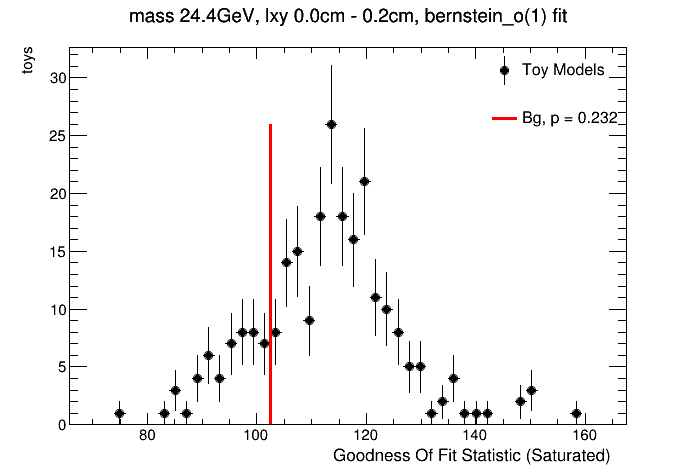 mass 24.4GeV, lxy 0.0cm - 0.2cm, bernstein_o(1) fit
toys
30
25
20
15
10
5
0
Toy Models
Bg, p = 0.232
80
100
120
140
160
Goodness Of Fit Statistic (Saturated)